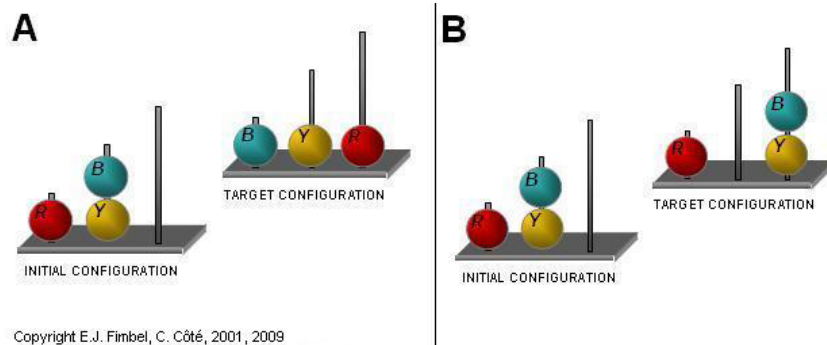 A
B
Y
R
TARGET CONFIGURATION
B
R
Y
INITIAL CONFIGURATION
Copyright E.J. Fimbel, C. Côté, 2001, 2009
B
B
R
Y
TARGET CONFIGURATION
B
R
Y
INITIAL CONFIGURATION